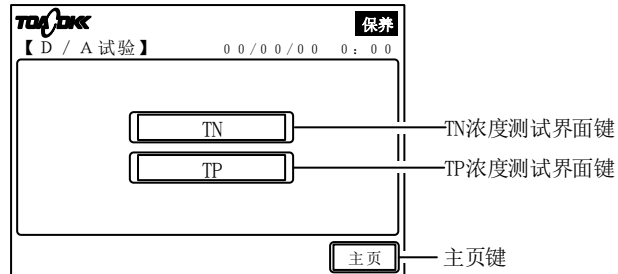 TOA DKK 保养
【 D / A 试验】 00/00/00 0：00
TN TN浓度测试界面键
TP TP浓度测试界面键
主页 主页键